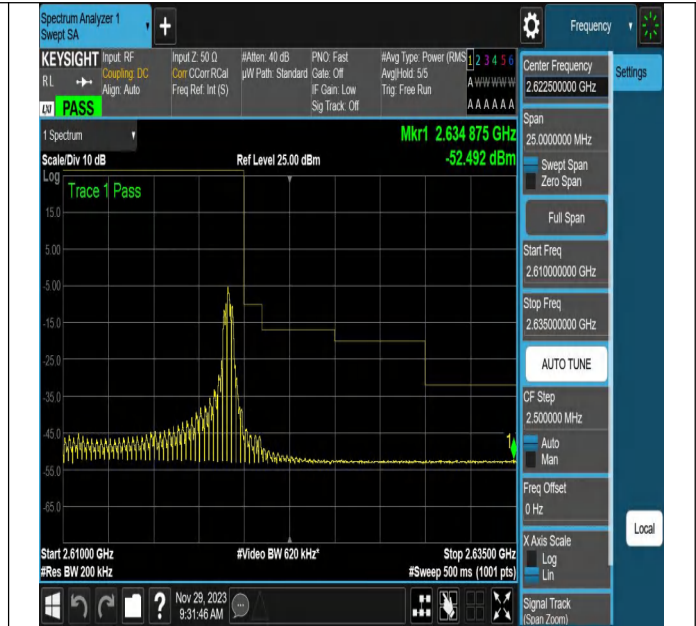 Spectrum Analyzer 1
Swept SA
+
Frequency
KEYSIGHT
RL
LXI
PASS
Input: RF
Coupling: DC
Align: Auto
Input Z: 50 Ω
Corr CCorr RCal
Freq Ref: Int (S)
#Atten: 40 dB
µW Path: Standard
PNO: Fast
Gate: Off
IF Gain: Low
Sig Track: Off
#Avg Type: Power (RMS
Avg|Hold: 5/5
Trig: Free Run
1 2 3 4 5 6
A W W W W W
A A A A A A
1 Spectrum
Scale/Div 10 dB
Ref Level 25.00 dBm
Mkr1 2.634 875 GHz
-52.492 dBm
Log
Trace 1 Pass
15.0
5.00
-5.00
-15.0
-25.0
-35.0
-45.0
-55.0
-65.0
1
Start 2.61000 GHz
#Video BW 620 kHz*
Stop 2.63500 GHz
#Res BW 200 kHz
#Sweep 500 ms (1001 pts)
Center Frequency
2.622500000 GHz
Settings
Span
25.0000000 MHz
Swept Span
Zero Span
Full Span
Start Freq
2.610000000 GHz
Stop Freq
2.635000000 GHz
AUTO TUNE
CF Step
2.500000 MHz
Auto
Man
Freq Offset
0 Hz
X Axis Scale
Log
Lin
Local
Signal Track
(Span Zoom)
?
Nov 29, 2023
9:31:46 AM